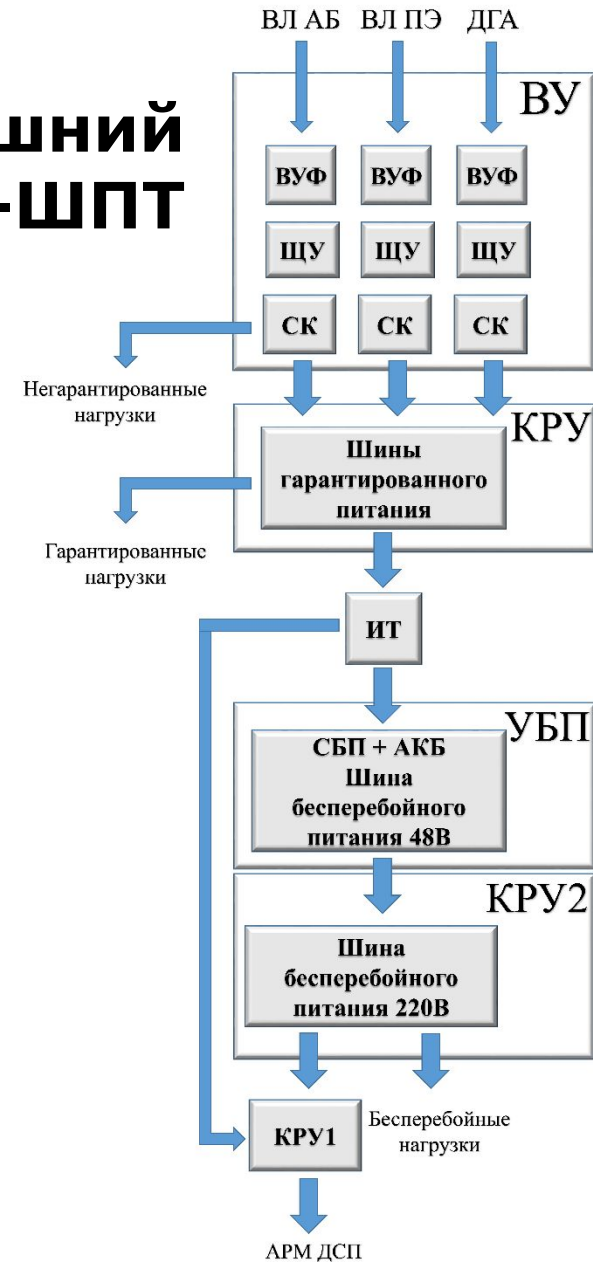 ВЛ АБ ВЛ ПЭ ДГА
ВУ
шний
-ШПТ
ВУФ ВУФ ВУФ
ЩУ ЩУ ЩУ
СК СК СК
Негарантированные
нагрузки
КРУ
Шины
гарантированного
питания
Гарантированные
нагрузки
ИТ
УБП
СБП + АКБ
Шина
бесперебойного
питания 48В
КРУ2
Шина
бесперебойного
питания 220В
КРУ1
Бесперебойные
нагрузки
АРМ ДСП